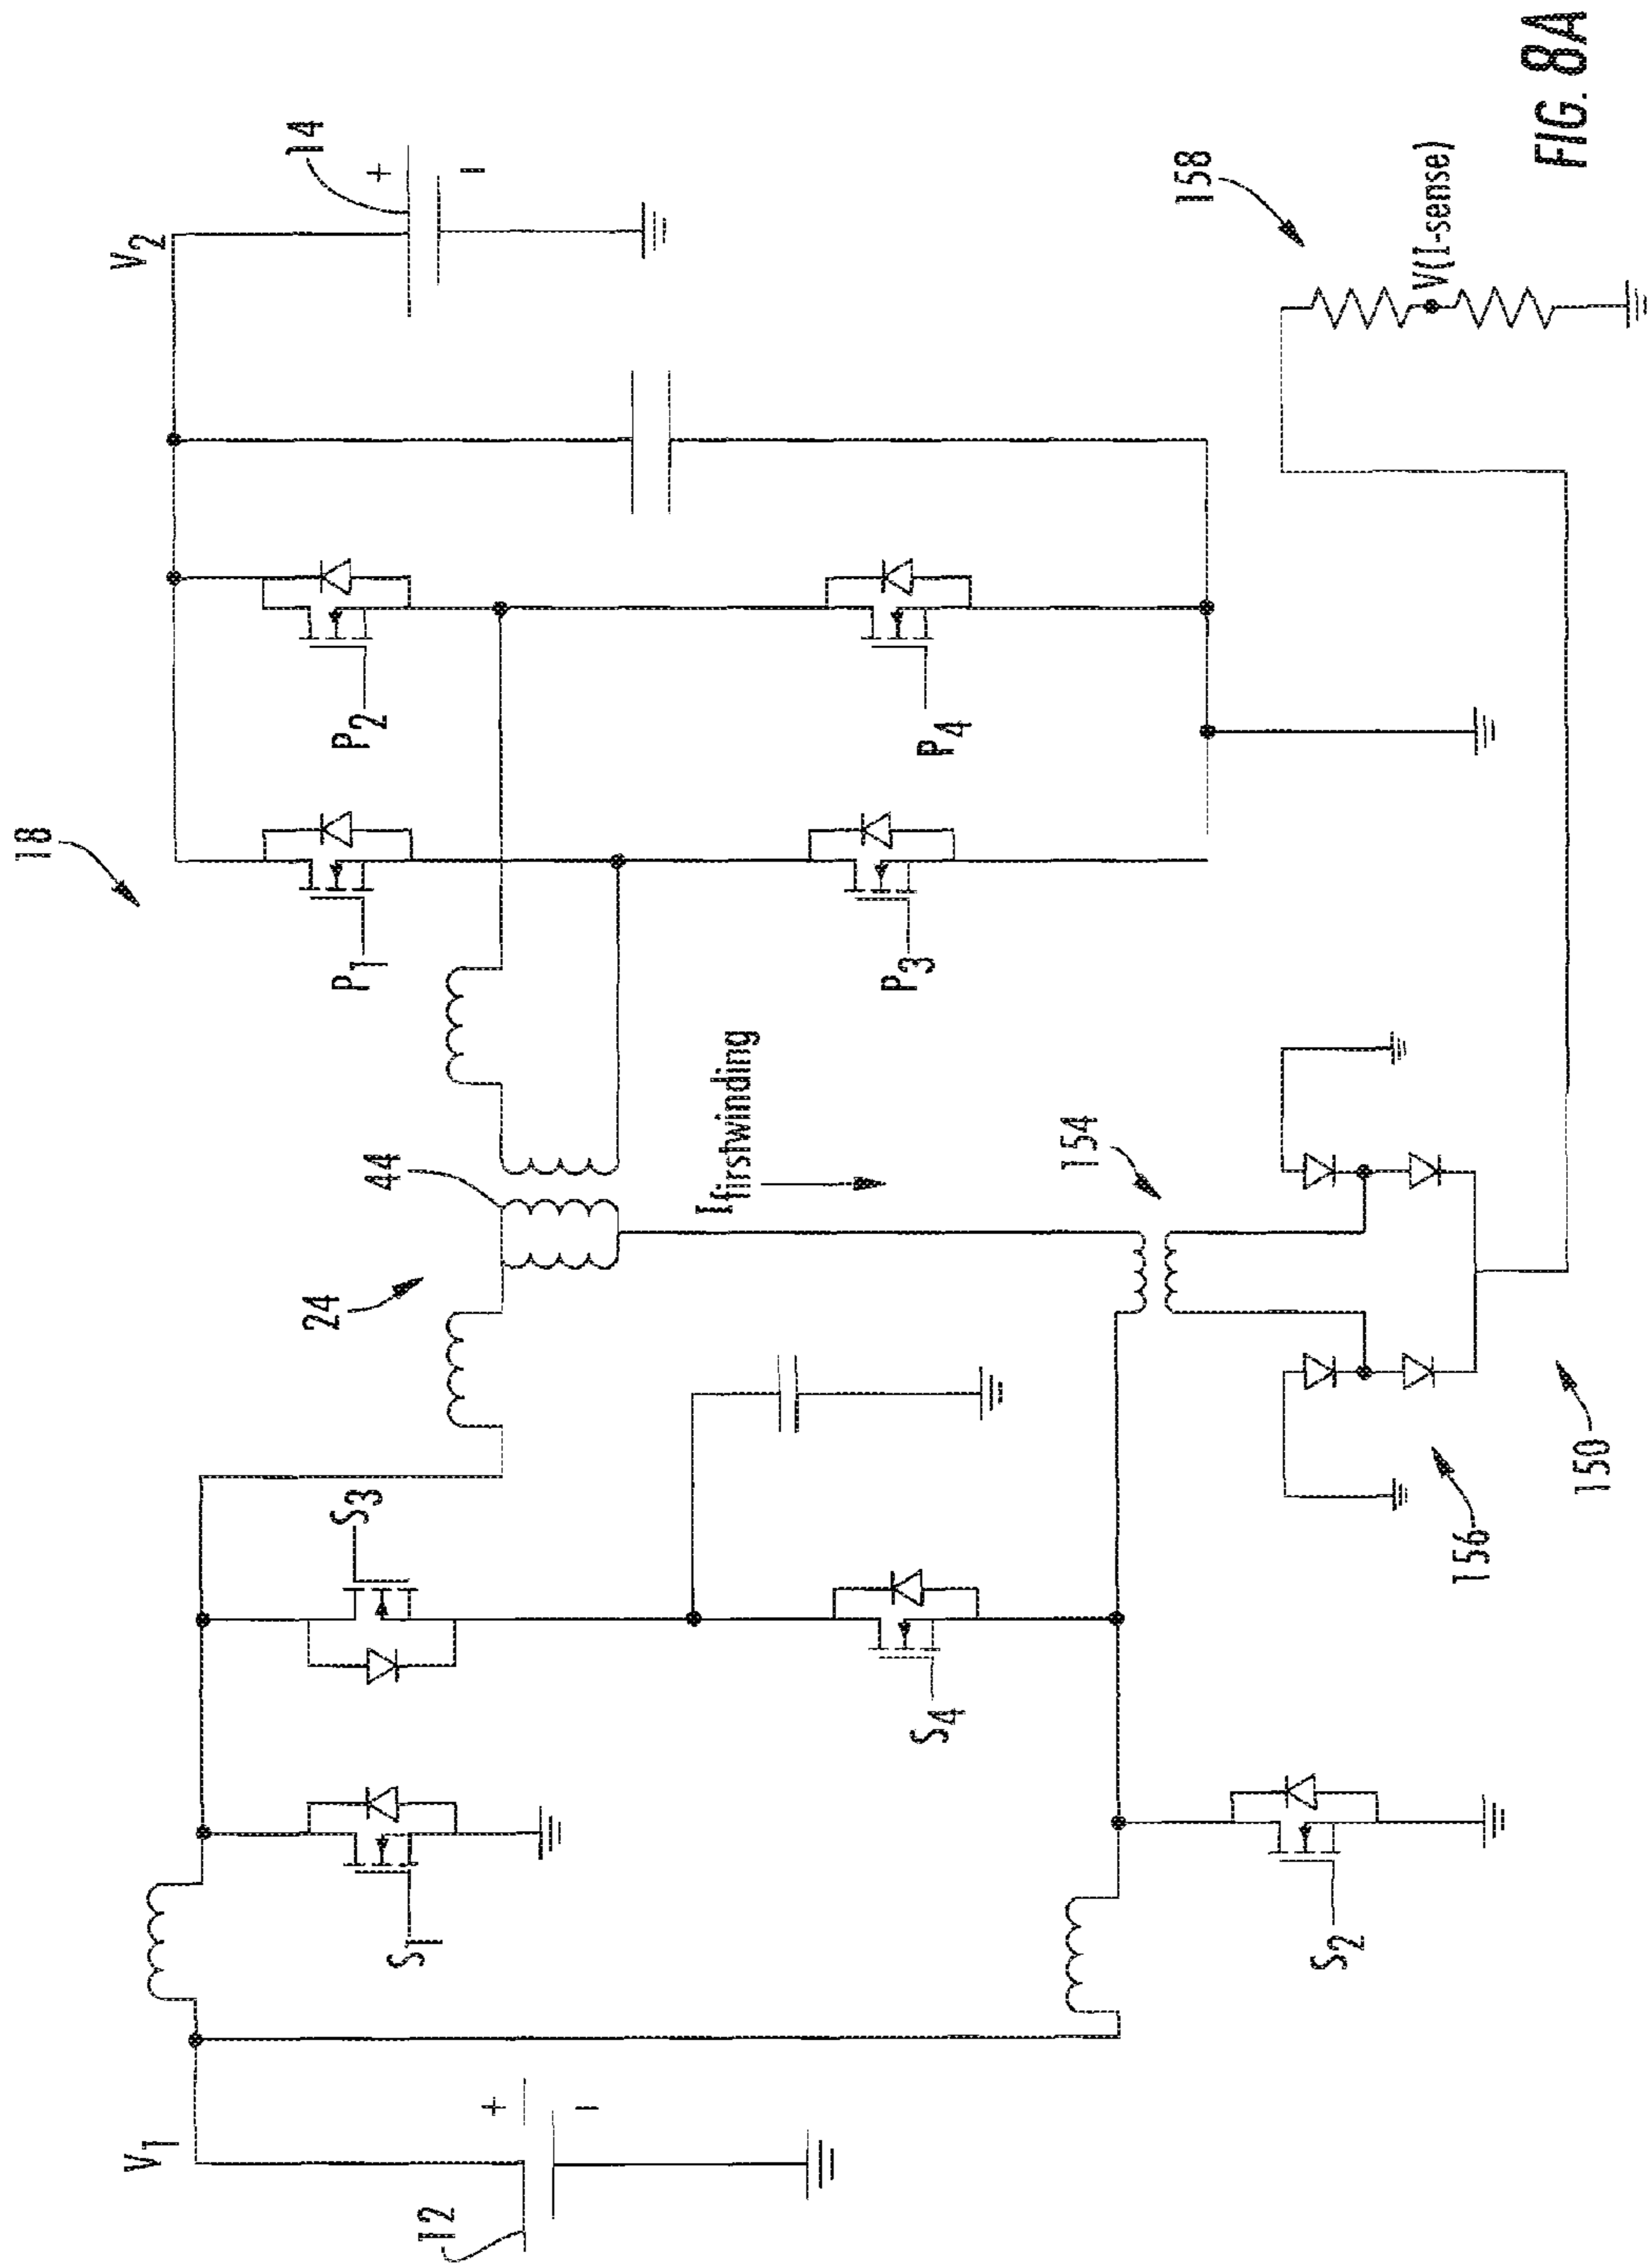 18
14
V2
+
−
P1
P2
P3
P4
44
24
Ifirstwinding
154
158
V(I-sense)
S3
S1
S4
S2
V1
+
−
12
156
150
FIG. 8A